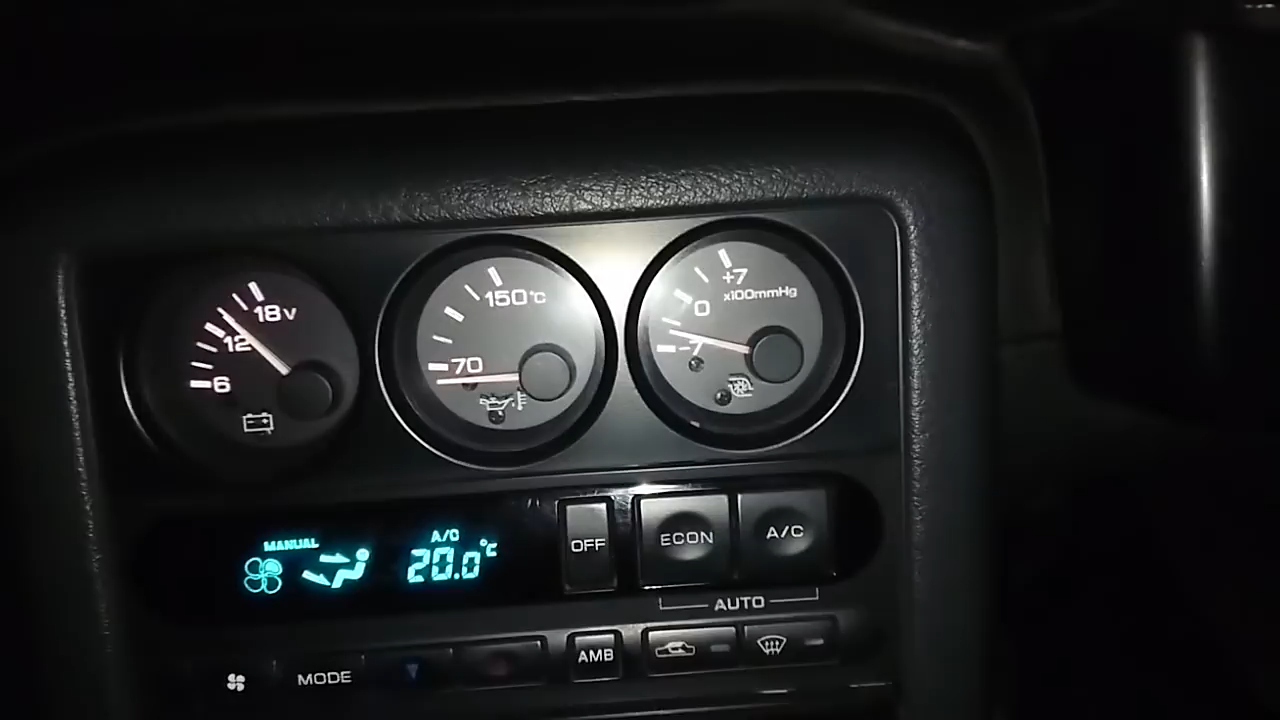 18 v
12
6
150°C
70
+7
x100mmHg
0
-7
MANUAL
A/C
20.0°C
OFF
ECON
A/C
AUTO
MODE
AMB